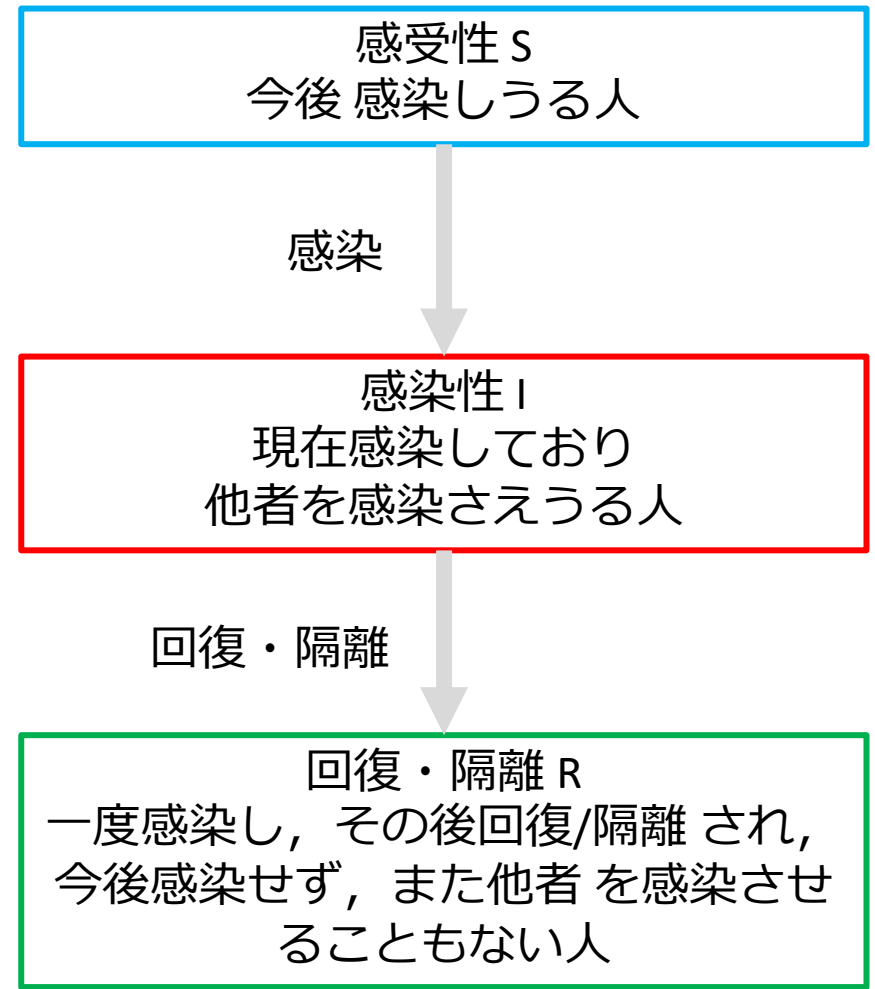 感受性 S
今後 感染しうる人
感染
感染性 I
現在感染しており
他者を感染さえうる人
回復・隔離
回復・隔離 R
一度感染し，その後回復/隔離 され，
今後感染せず，また他者 を感染させ
ることもない人